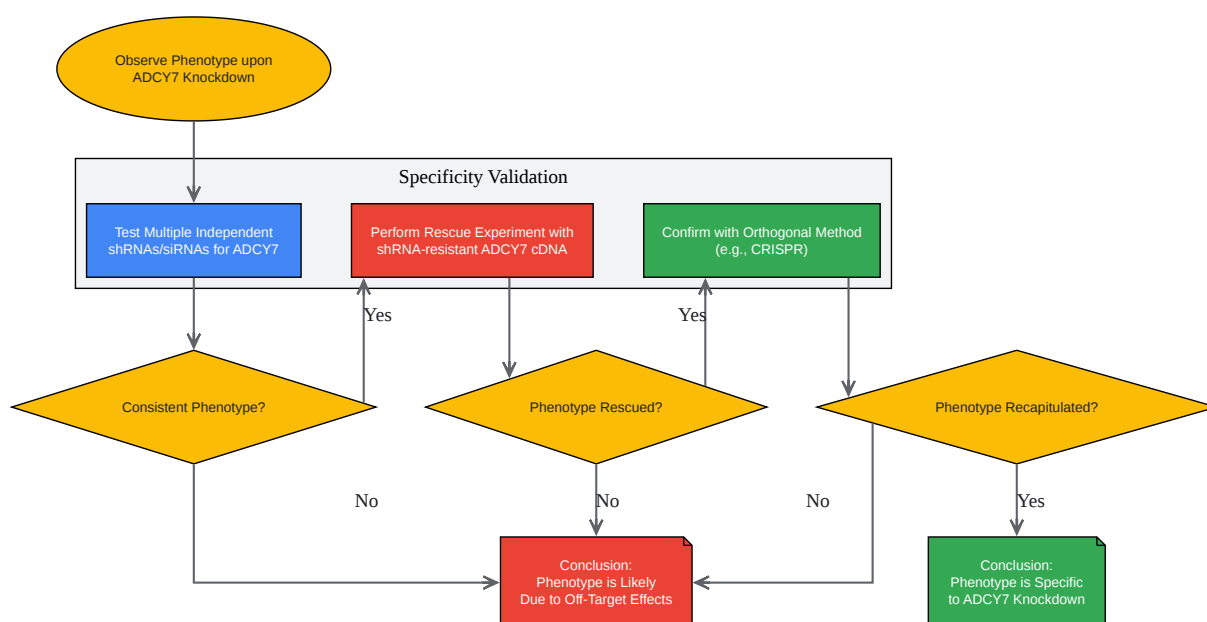 Observe Phenotype upon
ADCY7 Knockdown
Specificity Validation
Test Multiple Independent
shRNAs/siRNAs for ADCY7
Perform Rescue Experiment with
shRNA-resistant ADCY7 cDNA
Confirm with Orthogonal Method
(e.g., CRISPR)
Yes
Yes
Consistent Phenotype?
Phenotype Rescued?
Phenotype Recapitulated?
No
No
No
Yes
Conclusion:
Phenotype is Likely
Due to Off-Target Effects
Conclusion:
Phenotype is Specific
to ADCY7 Knockdown